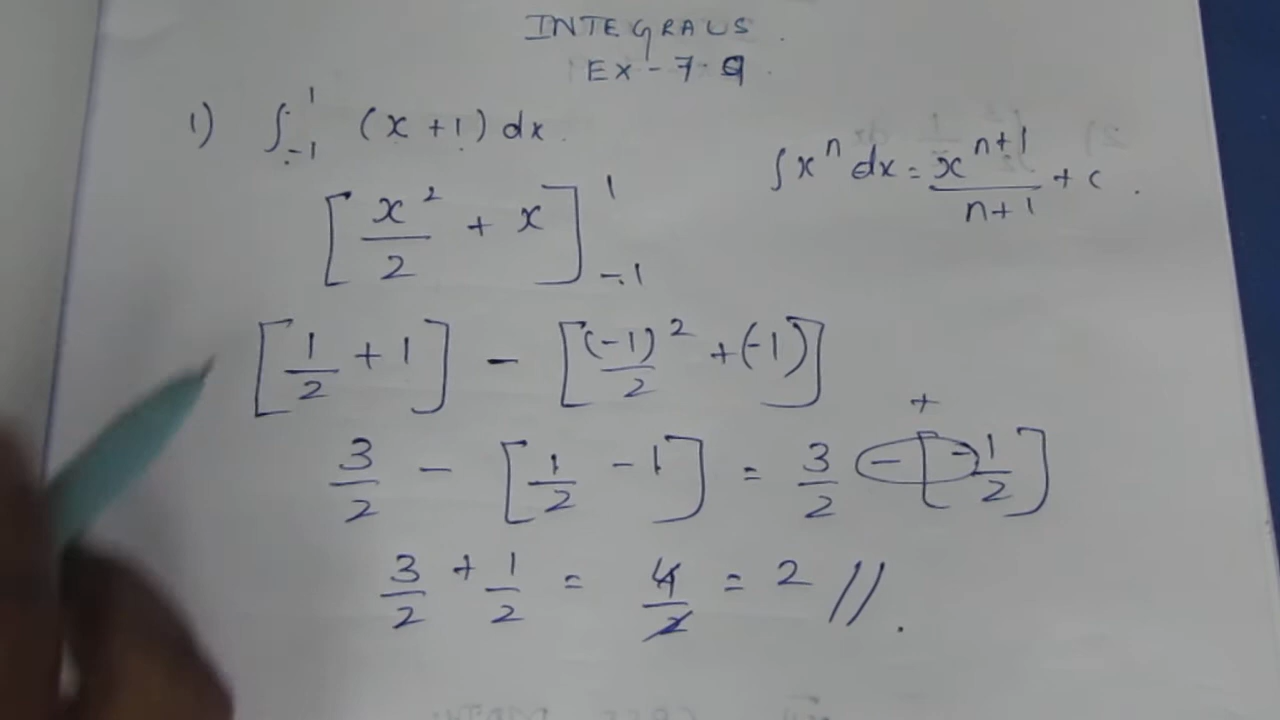 INTEGRALS.
EX-7.9.
1) ∫₋₁¹ (x+1) dx.
∫xⁿ dx = xⁿ⁺¹/(n+1) + c.
[x²/2 + x]₋₁¹
[1/2 + 1] - [(-1)²/2 + (-1)]
+
3/2 - [1/2 - 1] = 3/2 - [-1/2]
3/2 + 1/2 = 4/2 = 2 //.